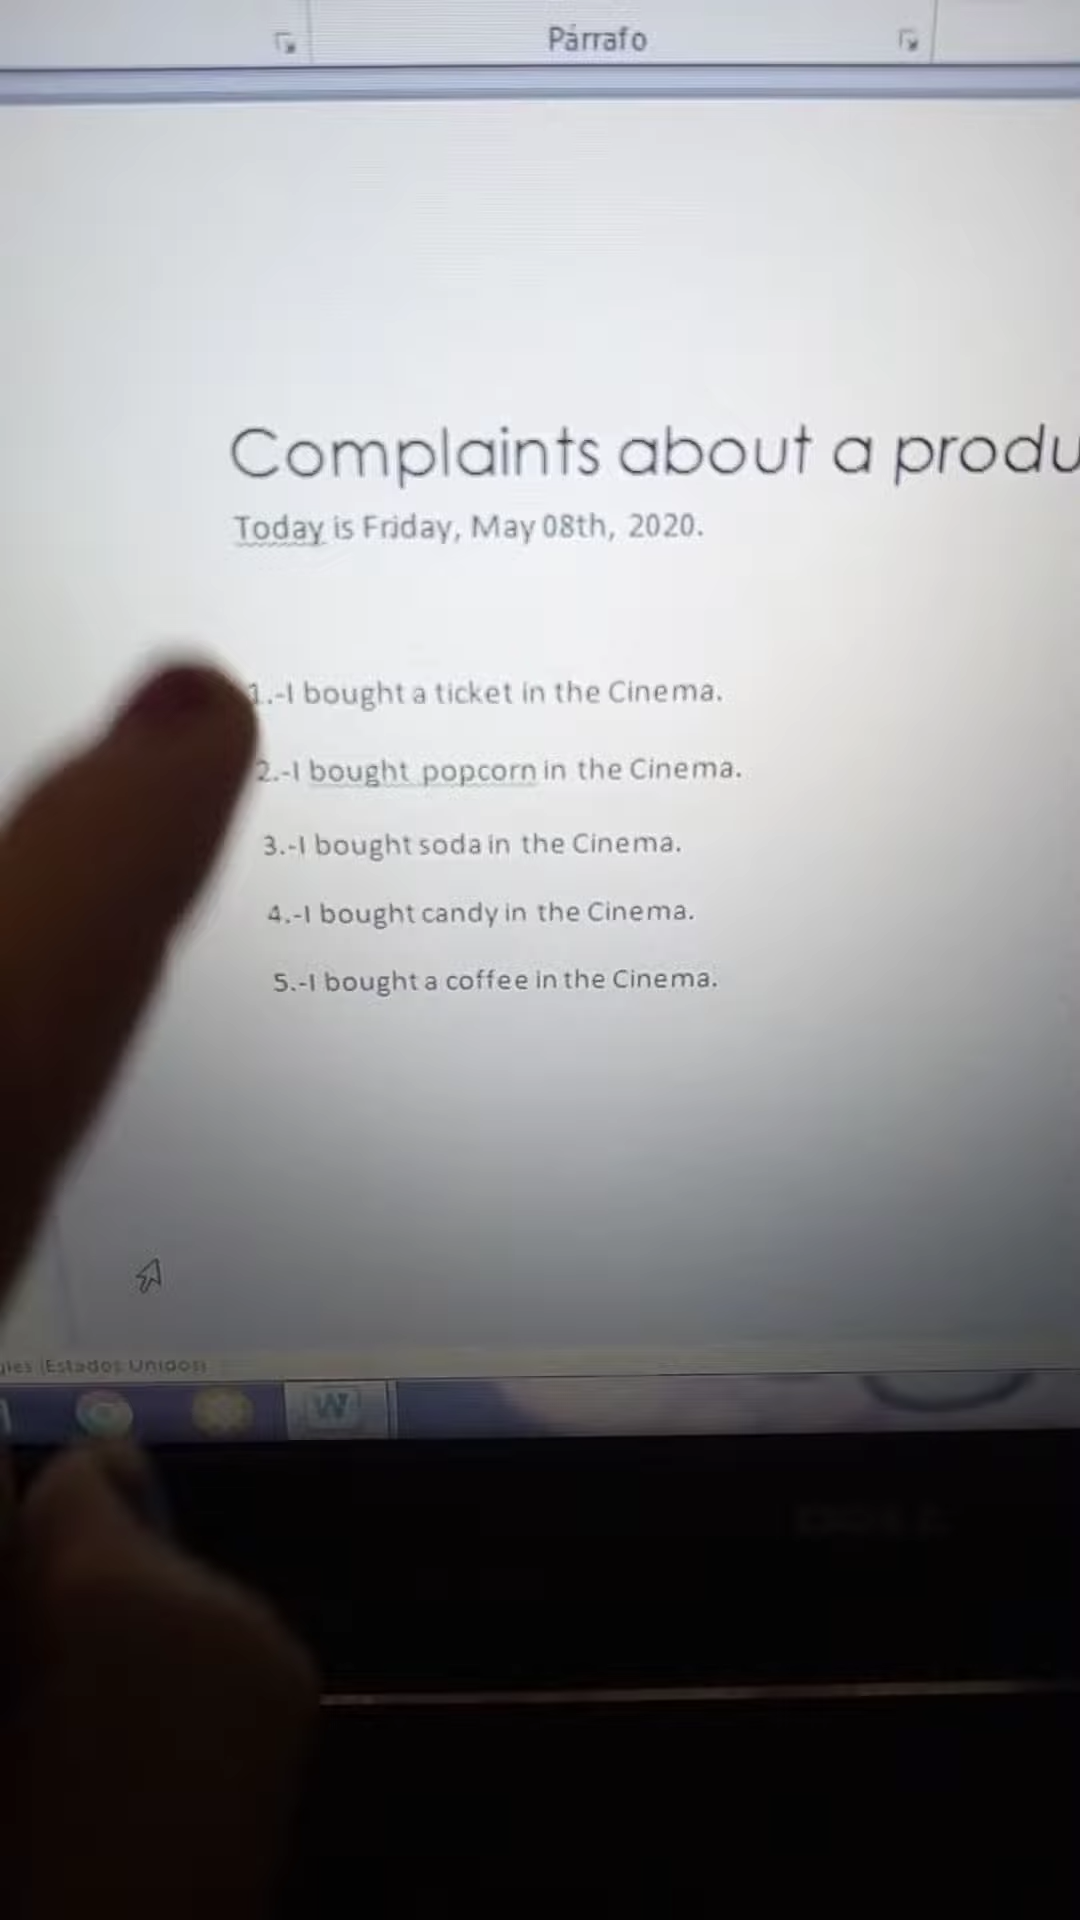 Párrafo
Complaints about a produ
Today is Friday, May 08th, 2020.
1.-I bought a ticket in the Cinema.
2.-I bought popcorn in the Cinema.
3.-I bought soda in the Cinema.
4.-I bought candy in the Cinema.
5.-I bought a coffee in the Cinema.
(Estados Unidos)
W